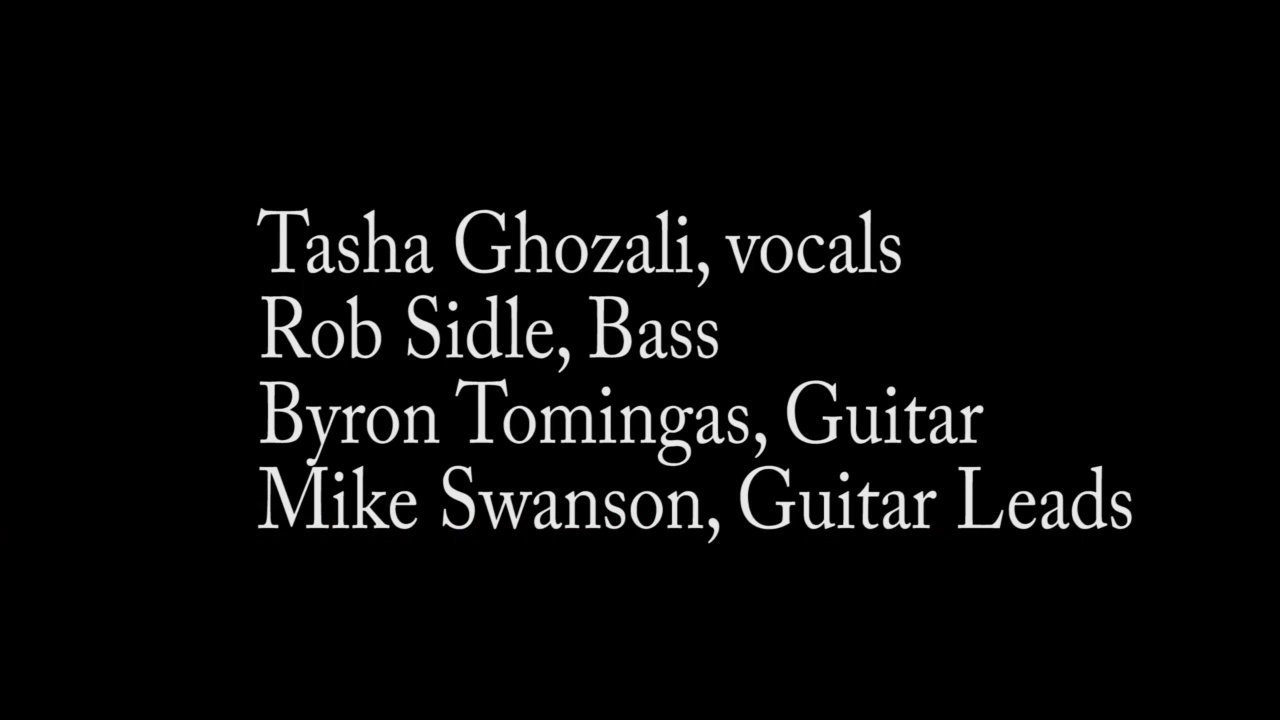 Tasha Ghozali, vocals
Rob Sidle, Bass
Byron Tomingas, Guitar
Mike Swanson, Guitar Leads